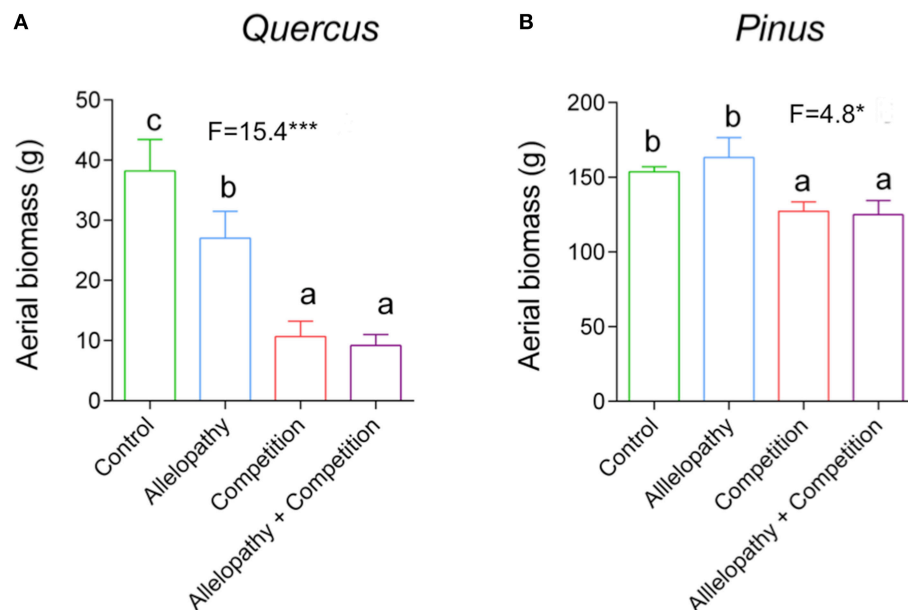 A
Quercus
Aerial biomass (g)
50
40
30
20
10
0
F=15.4***
c
b
a
a
Control
Allelopathy
Competition
Allelopathy + Competition
B
Pinus
Aerial biomass (g)
200
150
100
50
0
F=4.8*
b
b
a
a
Control
Allelopathy
Competition
Alllelopathy + Competition